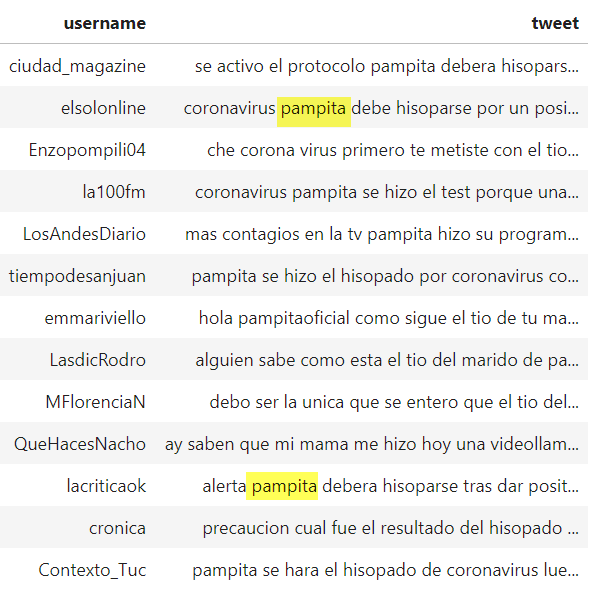 username tweet
ciudad_magazine se activo el protocolo pampita debera hisopars...
elsolonline coronavirus pampita debe hisoparse por un posi...
Enzopompili04 che corona virus primero te metiste con el tio...
la100fm coronavirus pampita se hizo el test porque una...
LosAndesDiario mas contagios en la tv pampita hizo su program...
tiempodesanjuan pampita se hizo el hisopado por coronavirus co...
emmariviello hola pampitaoficial como sigue el tio de tu ma...
LasdicRodro alguien sabe como esta el tio del marido de pa...
MFlorenciaN debo ser la unica que se entero que el tio del...
QueHacesNacho ay saben que mi mama me hizo hoy una videollam...
lacriticaok alerta pampita debera hisoparse tras dar posit...
cronica precaucion cual fue el resultado del hisopado ...
Contexto_Tuc pampita se hara el hisopado de coronavirus lue...